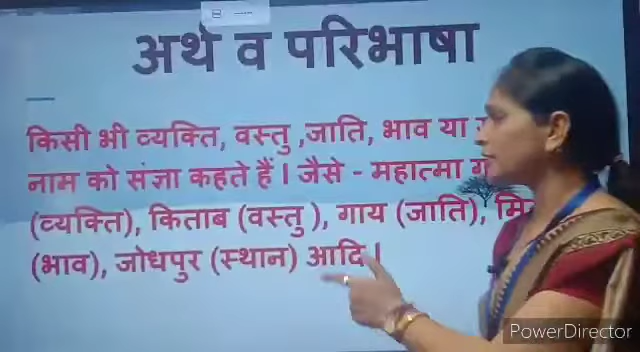 अर्थ व परिभाषा
किसी भी व्यक्ति, वस्तु ,जाति, भाव या
नाम को संज्ञा कहते हैं I जैसे - महात्मा
(व्यक्ति), किताब (वस्तु ), गाय (जाति),
(भाव), जोधपुर (स्थान) आदि I
PowerDirector